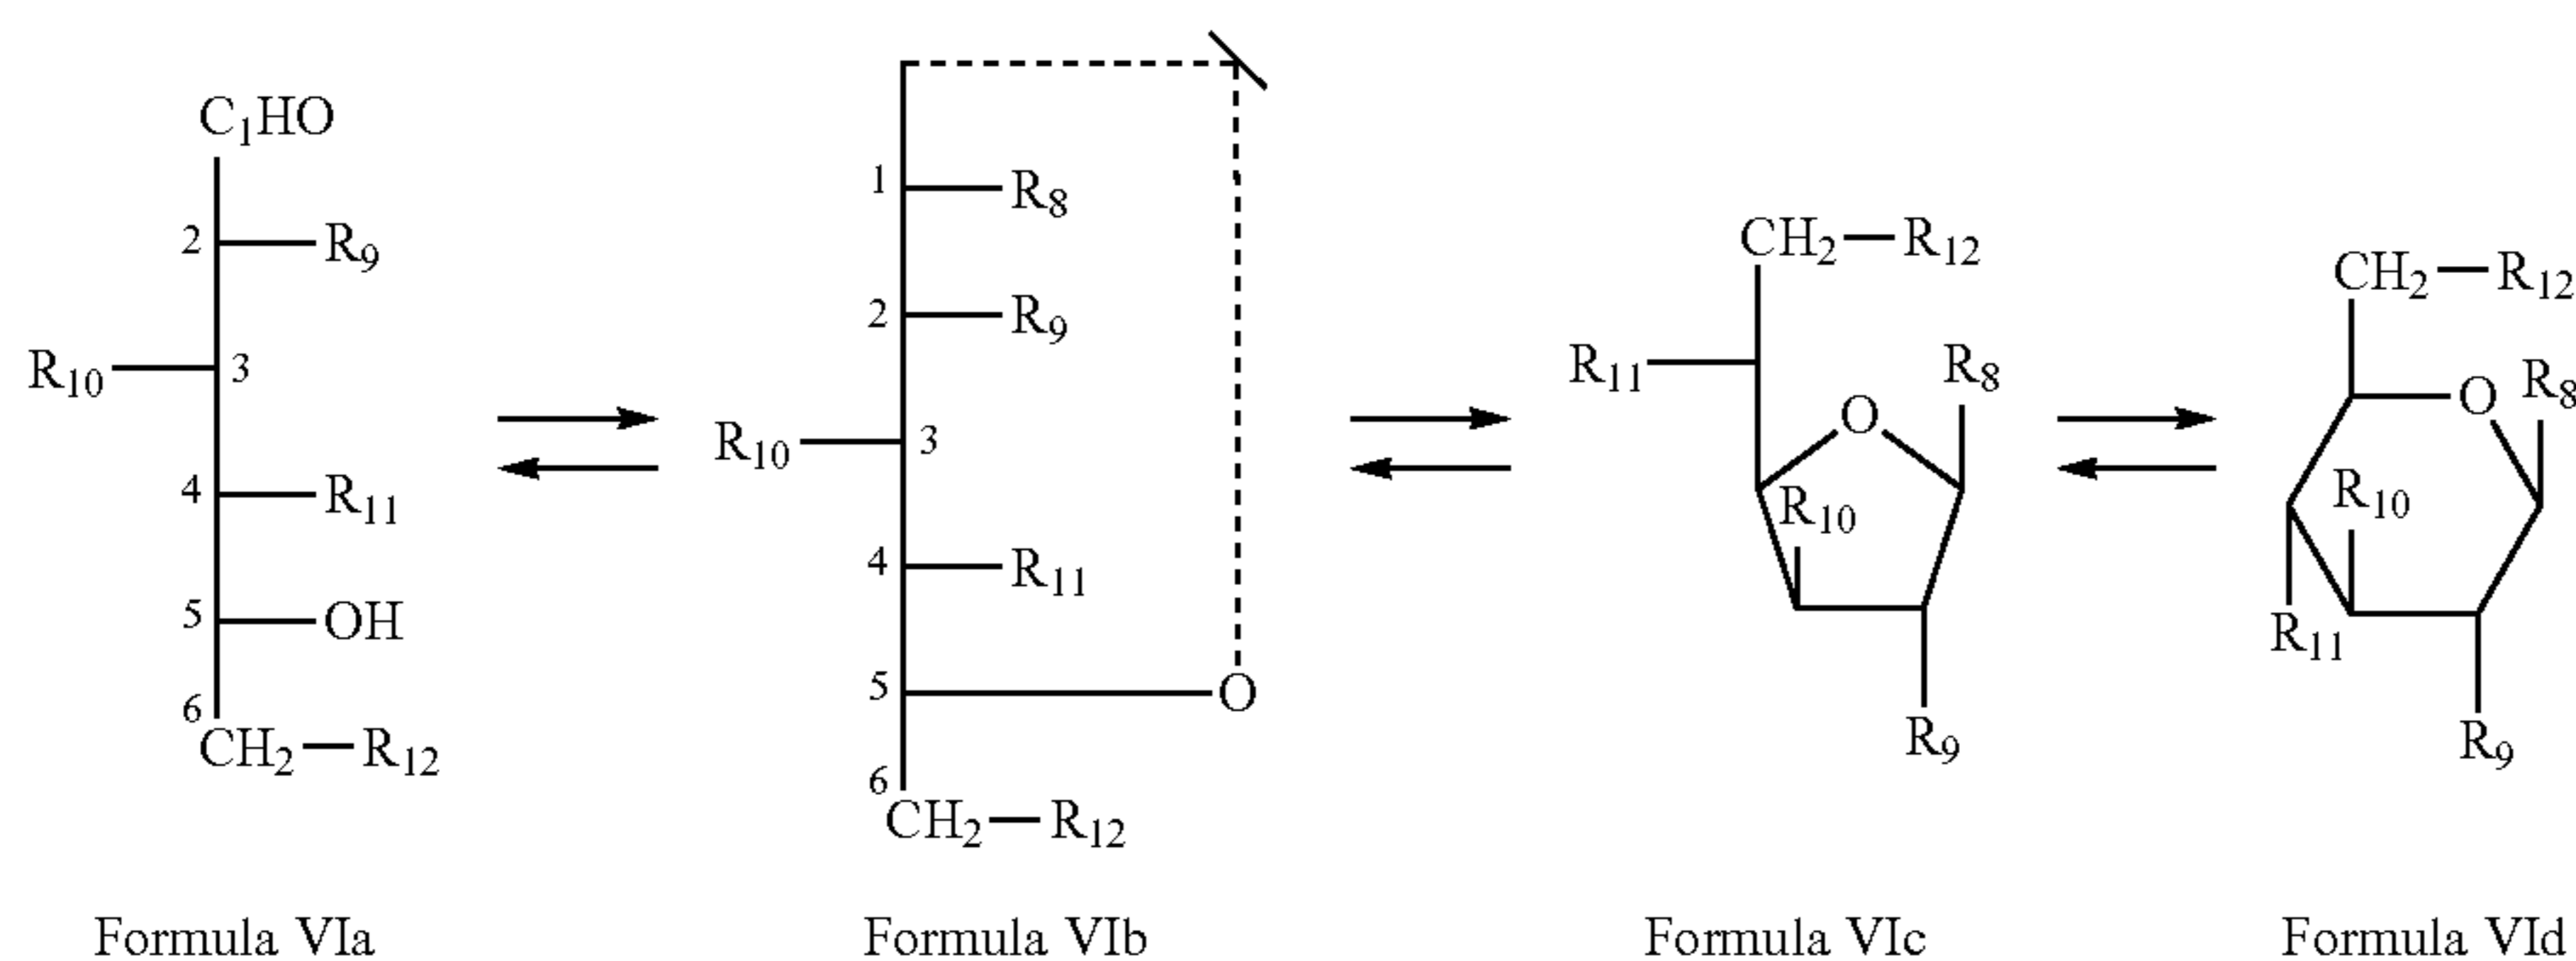 C₁HO
2 R₉
R₁₀ 3
4 R₁₁
5 OH
6
CH₂—R₁₂
Formula VIa
1 R₈
2 R₉
R₁₀ 3
4 R₁₁
5 O
6
CH₂—R₁₂
Formula VIb
CH₂—R₁₂
R₁₁ R₈
O
R₁₀
R₉
Formula VIc
CH₂—R₁₂
O R₈
R₁₀
R₁₁
R₉
Formula VId